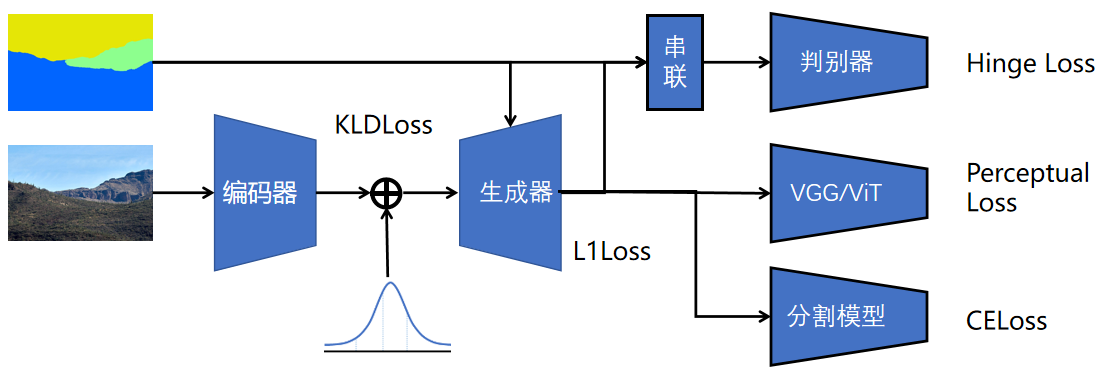 串
联
判别器
Hinge Loss
KLDLoss
编码器
生成器
VGG/ViT
Perceptual
Loss
L1Loss
分割模型
CELoss